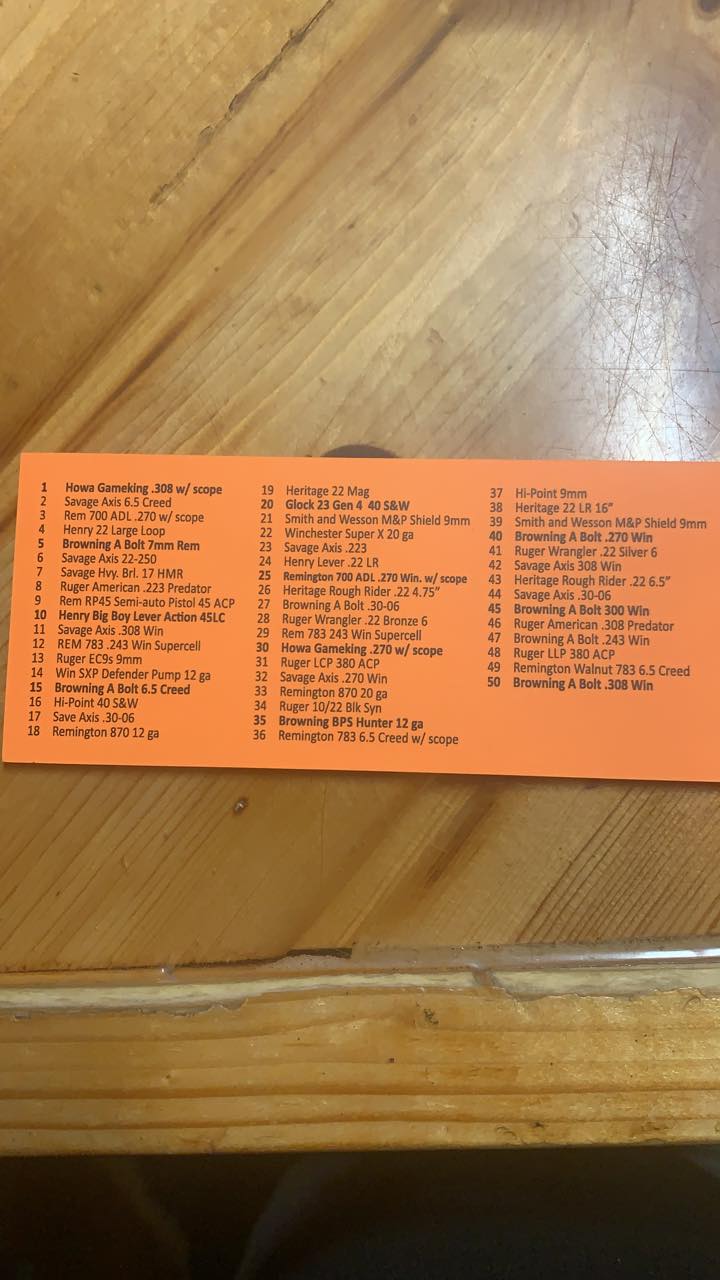 1 Howa Gameking .308 w/ scope
2 Savage Axis 6.5 Creed
3 Rem 700 ADL .270 w/ scope
4 Henry 22 Large Loop
5 Browning A Bolt 7mm Rem
6 Savage Axis 22-250
7 Savage Hvy. Brl. 17 HMR
8 Ruger American .223 Predator
9 Rem RP45 Semi-auto Pistol 45 ACP
10 Henry Big Boy Lever Action 45LC
11 Savage Axis .308 Win
12 REM 783 .243 Win Supercell
13 Ruger EC9s 9mm
14 Win SXP Defender Pump 12 ga
15 Browning A Bolt 6.5 Creed
16 Hi-Point 40 S&W
17 Save Axis .30-06
18 Remington 870 12 ga
19 Heritage 22 Mag
20 Glock 23 Gen 4 40 S&W
21 Smith and Wesson M&P Shield 9mm
22 Winchester Super X 20 ga
23 Savage Axis .223
24 Henry Lever .22 LR
25 Remington 700 ADL .270 Win. w/ scope
26 Heritage Rough Rider .22 4.75”
27 Browning A Bolt .30-06
28 Ruger Wrangler .22 Bronze 6
29 Rem 783 243 Win Supercell
30 Howa Gameking .270 w/ scope
31 Ruger LCP 380 ACP
32 Savage Axis .270 Win
33 Remington 870 20 ga
34 Ruger 10/22 Blk Syn
35 Browning BPS Hunter 12 ga
36 Remington 783 6.5 Creed w/ scope
37 Hi-Point 9mm
38 Heritage 22 LR 16”
39 Smith and Wesson M&P Shield 9mm
40 Browning A Bolt .270 Win
41 Ruger Wrangler .22 Silver 6
42 Savage Axis 308 Win
43 Heritage Rough Rider .22 6.5”
44 Savage Axis .30-06
45 Browning A Bolt 300 Win
46 Ruger American .308 Predator
47 Browning A Bolt .243 Win
48 Ruger LLP 380 ACP
49 Remington Walnut 783 6.5 Creed
50 Browning A Bolt .308 Win